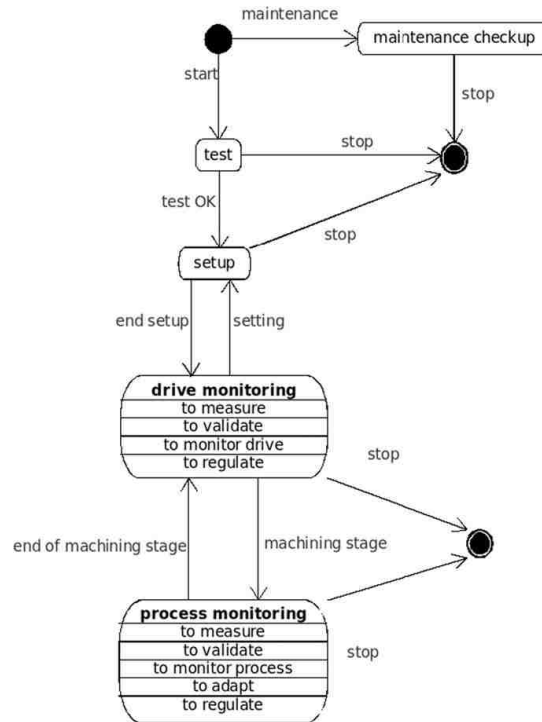 maintenance
maintenance checkup
start
stop
test
stop
test OK
stop
setup
end setup
setting
drive monitoring
to measure
to validate
to monitor drive
to regulate
stop
end of machining stage
machining stage
process monitoring
to measure
to validate
to monitor process
to adapt
to regulate
stop